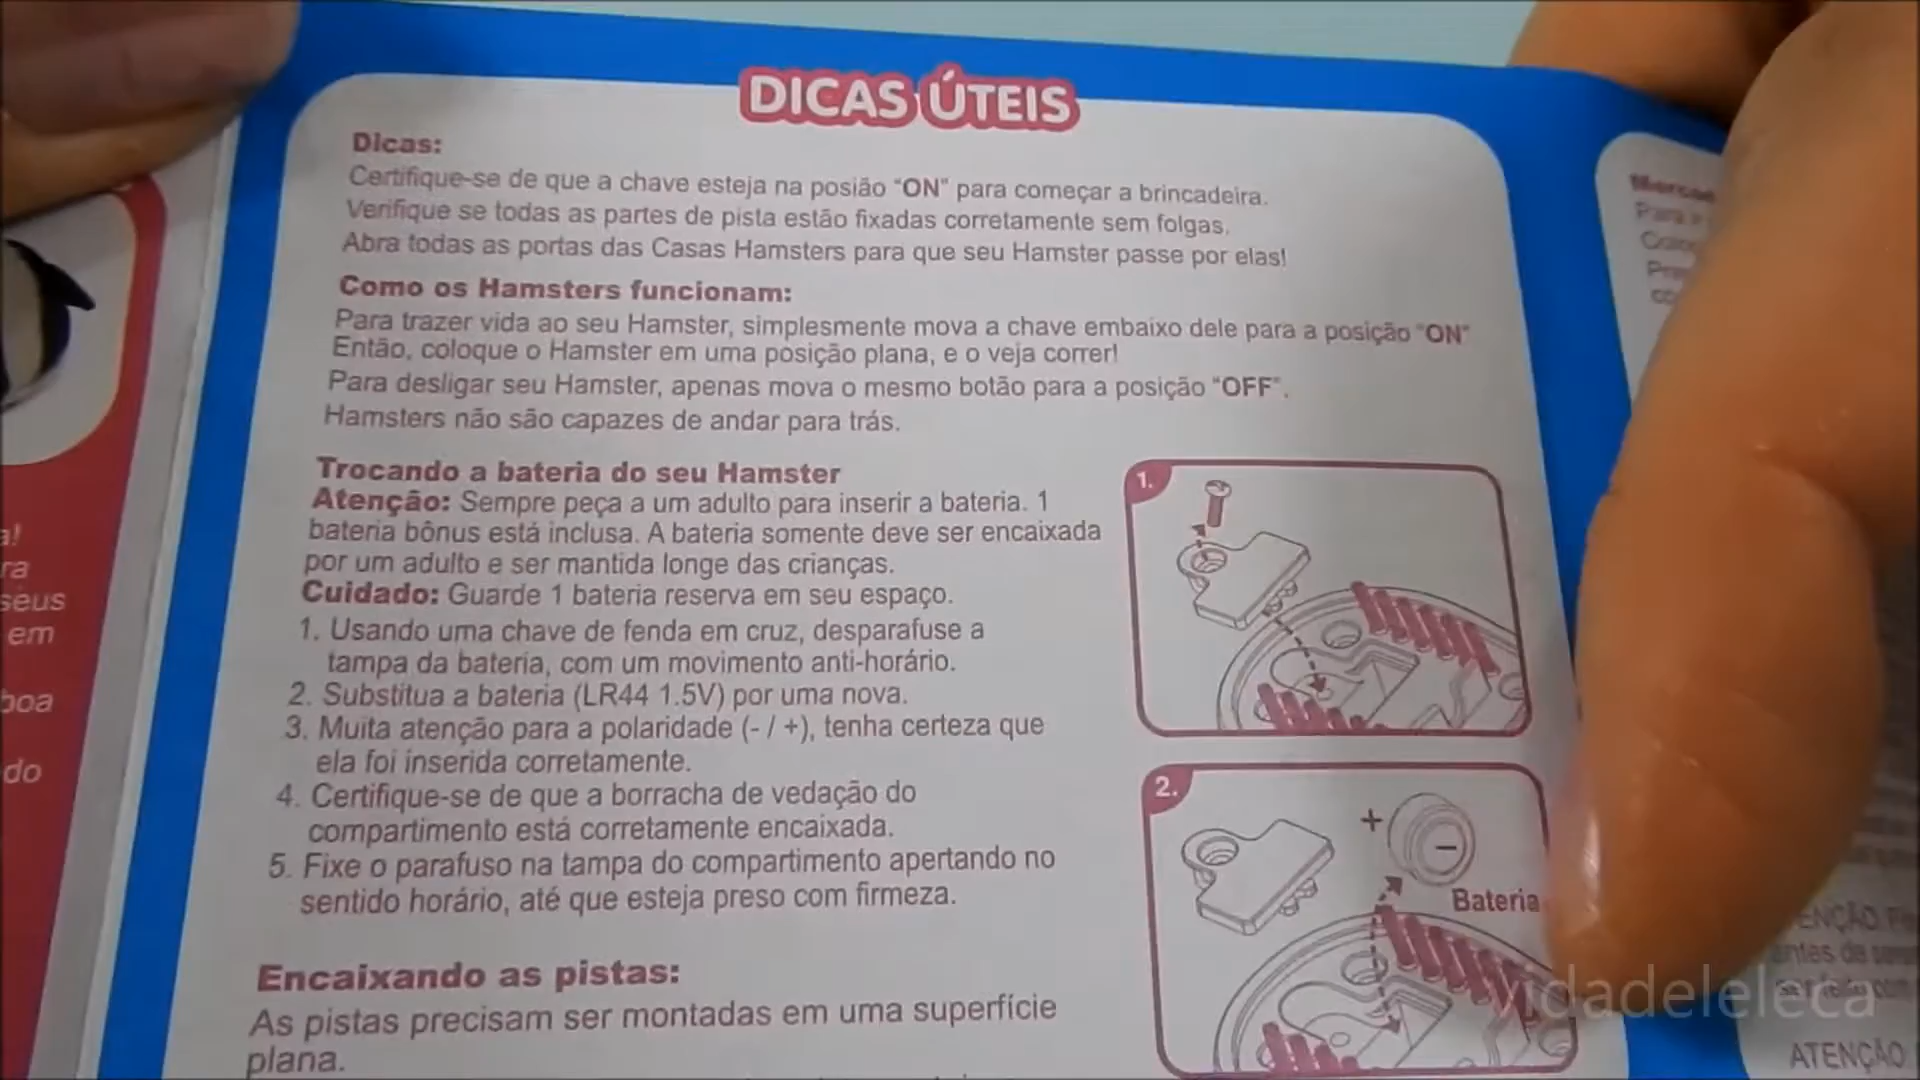 DICAS ÚTEIS
Dicas:
Certifique-se de que a chave esteja na posião "ON" para começar a brincadeira.
Verifique se todas as partes de pista estão fixadas corretamente sem folgas.
Abra todas as portas das Casas Hamsters para que seu Hamster passe por elas!
Como os Hamsters funcionam:
Para trazer vida ao seu Hamster, simplesmente mova a chave embaixo dele para a posição "ON"
Então, coloque o Hamster em uma posição plana, e o veja correr!
Para desligar seu Hamster, apenas mova o mesmo botão para a posição "OFF".
Hamsters não são capazes de andar para trás.
Trocando a bateria do seu Hamster
Atenção: Sempre peça a um adulto para inserir a bateria. 1
bateria bônus está inclusa. A bateria somente deve ser encaixada
por um adulto e ser mantida longe das crianças.
Cuidado: Guarde 1 bateria reserva em seu espaço.
1. Usando uma chave de fenda em cruz, desparafuse a
tampa da bateria, com um movimento anti-horário.
2. Substitua a bateria (LR44 1.5V) por uma nova.
3. Muita atenção para a polaridade (- / +), tenha certeza que
ela foi inserida corretamente.
4. Certifique-se de que a borracha de vedação do
compartimento está corretamente encaixada.
5. Fixe o parafuso na tampa do compartimento apertando no
sentido horário, até que esteja preso com firmeza.
Encaixando as pistas:
As pistas precisam ser montadas em uma superfície
plana.
1.
2.
+
-
Bateria
a!
ra
seus
em
boa
do
Para
ENÇÃO
antes de
ATENÇÃO
vidadeleleca